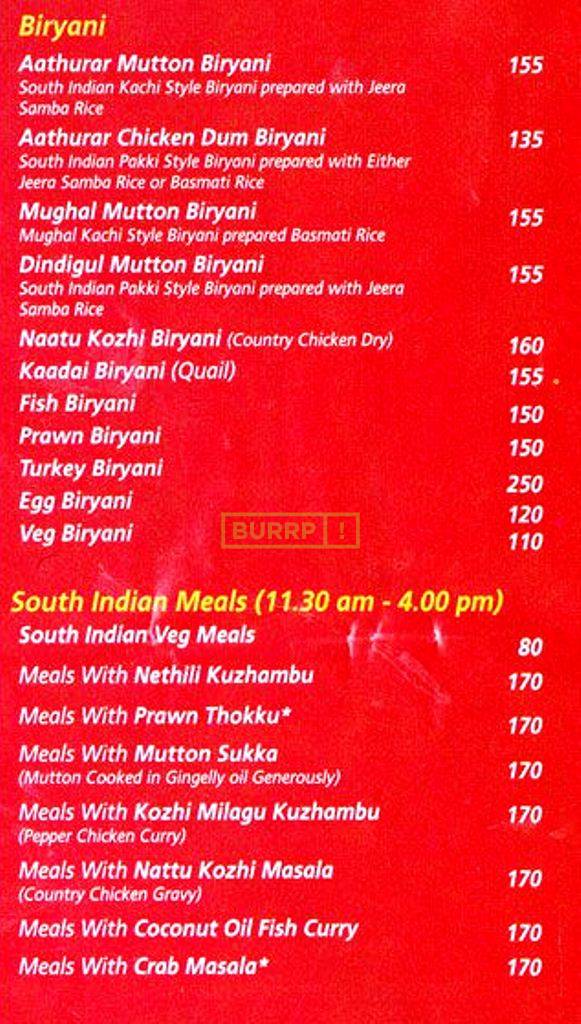 Biryani
Aathurar Mutton Biryani 155
South Indian Kachi Style Biryani prepared with Jeera
Samba Rice
Aathurar Chicken Dum Biryani 135
South Indian Pakki Style Biryani prepared with Either
Jeera Samba Rice or Basmati Rice
Mughal Mutton Biryani 155
Mughal Kachi Style Biryani prepared Basmati Rice
Dindigul Mutton Biryani 155
South Indian Pakki Style Biryani prepared with Jeera
Samba Rice
Naatu Kozhi Biryani (Country Chicken Dry) 160
Kaadai Biryani (Quail) 155
Fish Biryani 150
Prawn Biryani 150
Turkey Biryani 250
Egg Biryani 120
Veg Biryani 110
BURRP !
South Indian Meals (11.30 am - 4.00 pm)
South Indian Veg Meals 80
Meals With Nethili Kuzhambu 170
Meals With Prawn Thokku* 170
Meals With Mutton Sukka 170
(Mutton Cooked in Gingelly oil Generously)
Meals With Kozhi Milagu Kuzhambu 170
(Pepper Chicken Curry)
Meals With Nattu Kozhi Masala 170
(Country Chicken Gravy)
Meals With Coconut Oil Fish Curry 170
Meals With Crab Masala* 170